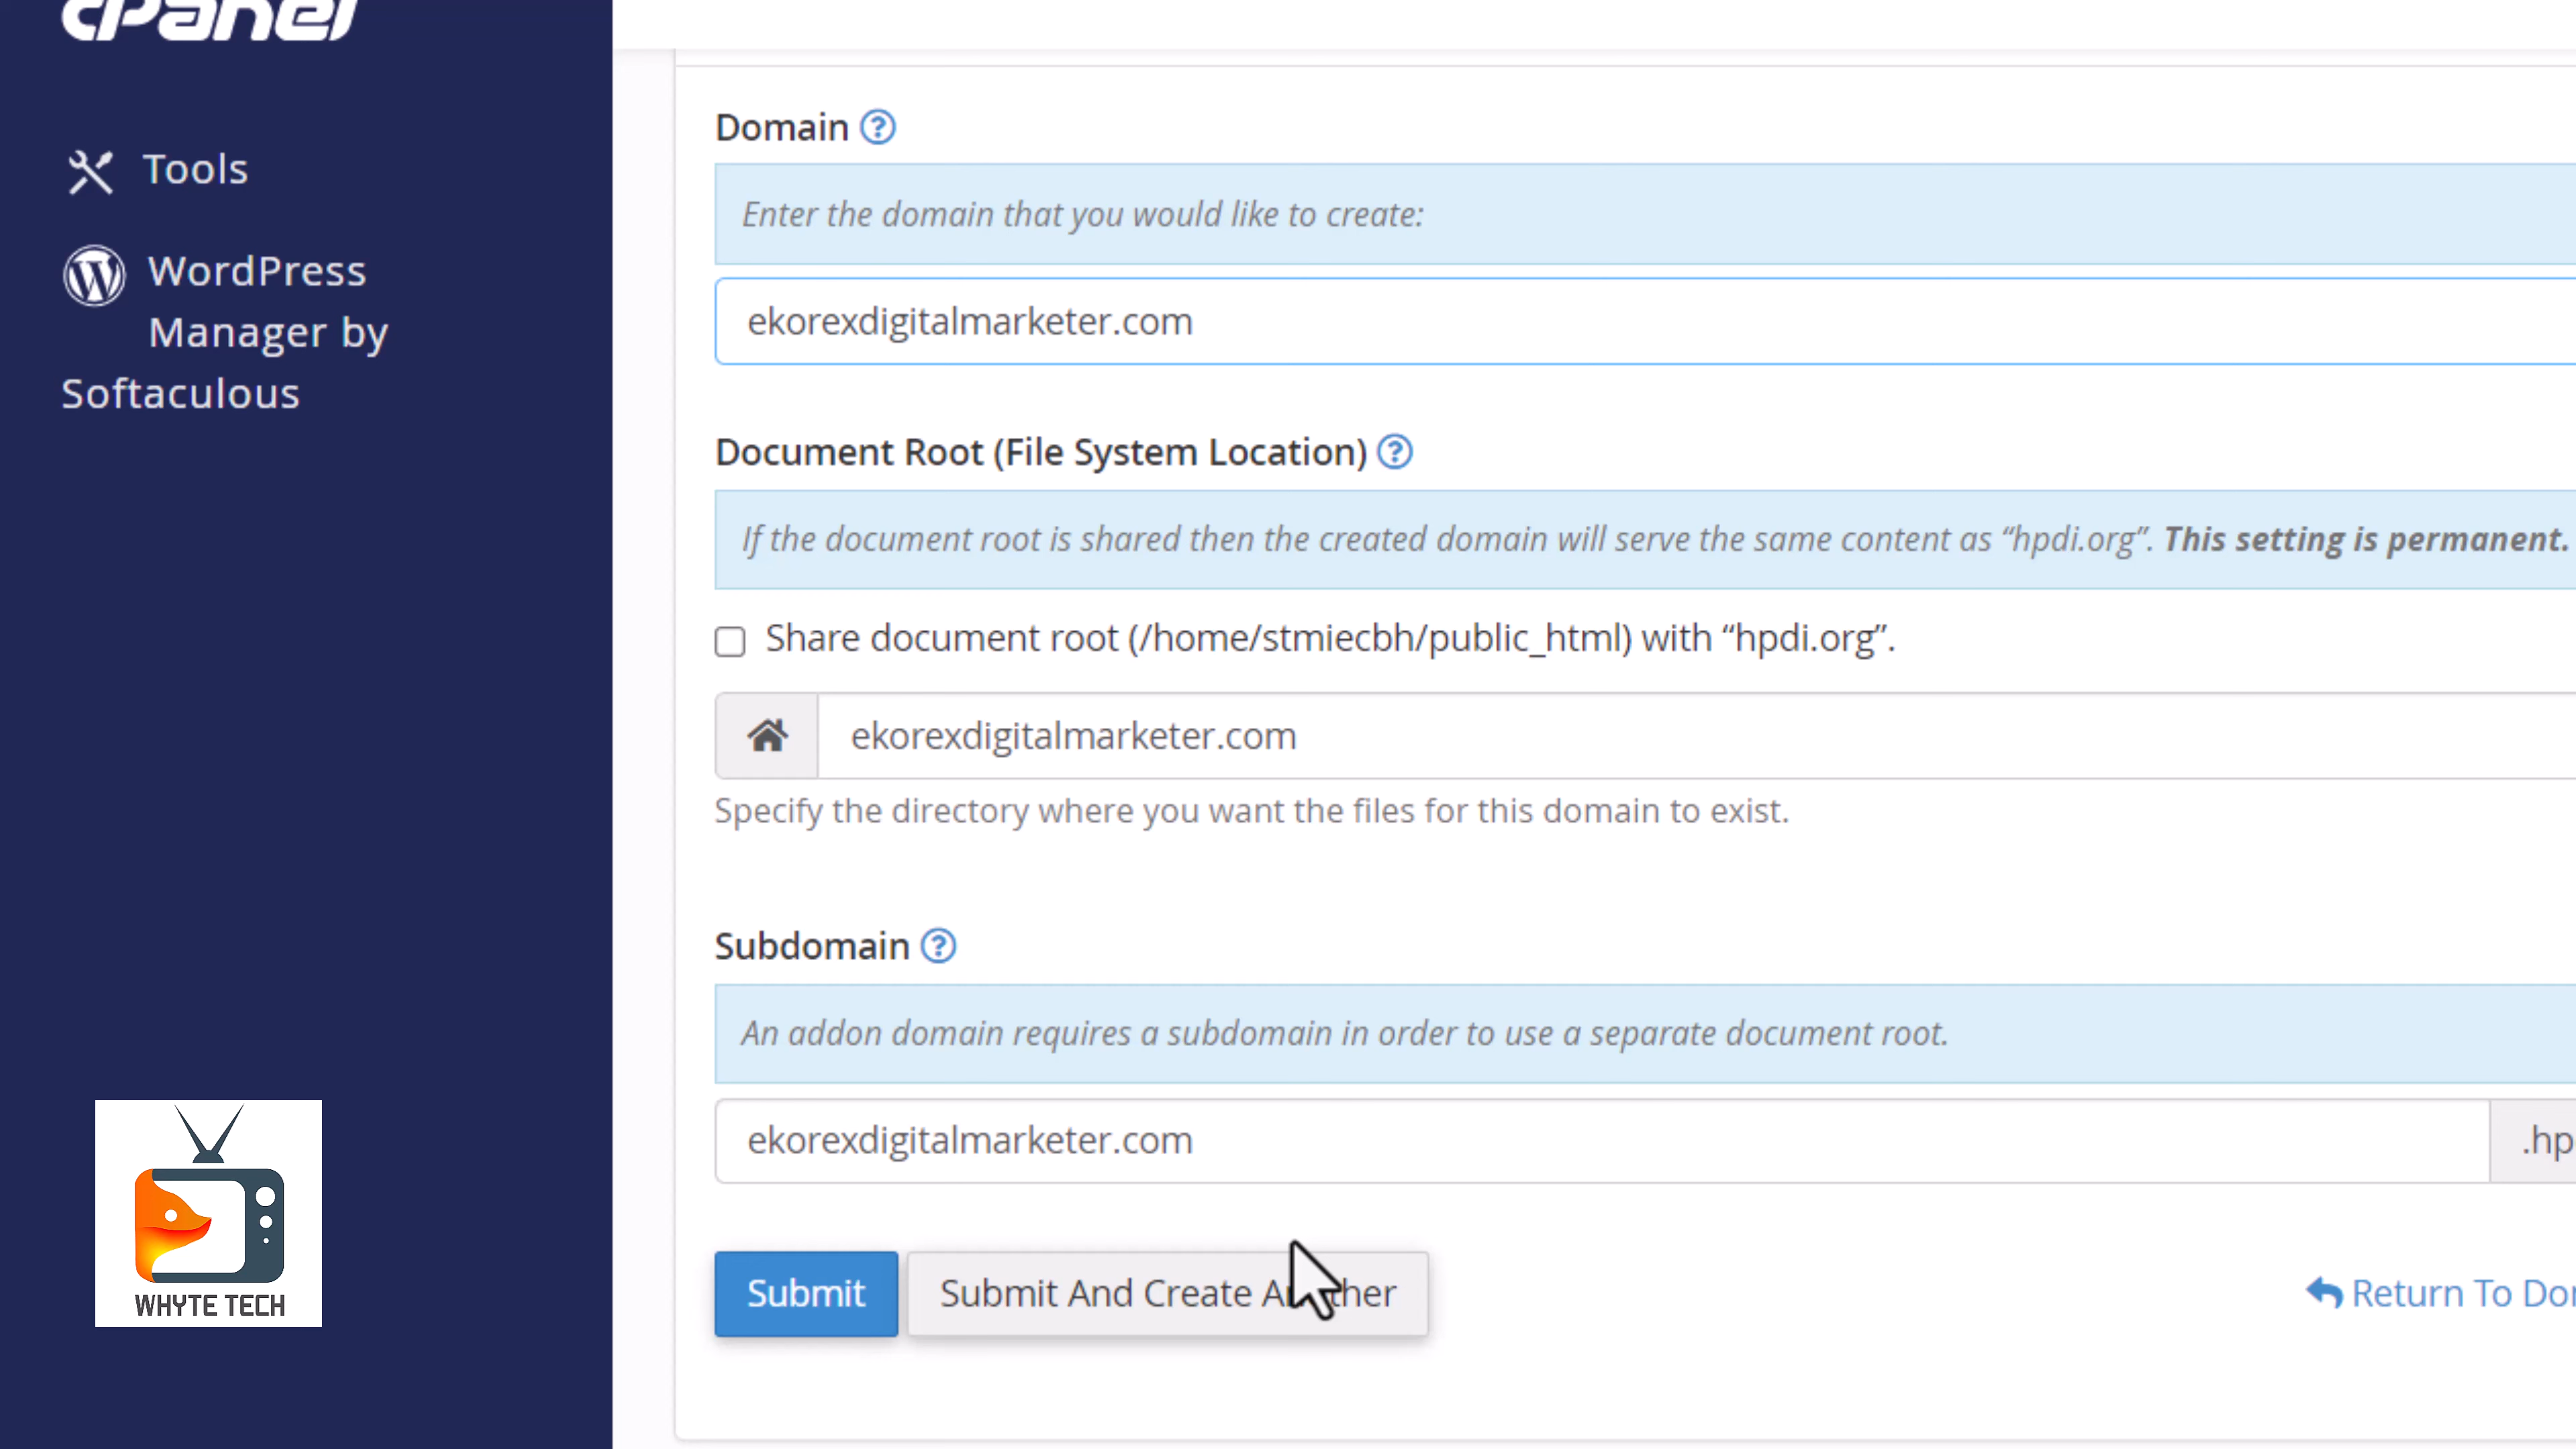 cPanel
Tools
WordPress
Manager by
Softaculous
Domain
Enter the domain that you would like to create:
ekorexdigitalmarketer.com
Document Root (File System Location)
If the document root is shared then the created domain will serve the same content as “hpdi.org”. This setting is permanent.
Share document root (/home/stmiecbh/public_html) with “hpdi.org”.
ekorexdigitalmarketer.com
Specify the directory where you want the files for this domain to exist.
Subdomain
An addon domain requires a subdomain in order to use a separate document root.
ekorexdigitalmarketer.com .hp
Submit Submit And Create Another
Return To Do
WHYTE TECH